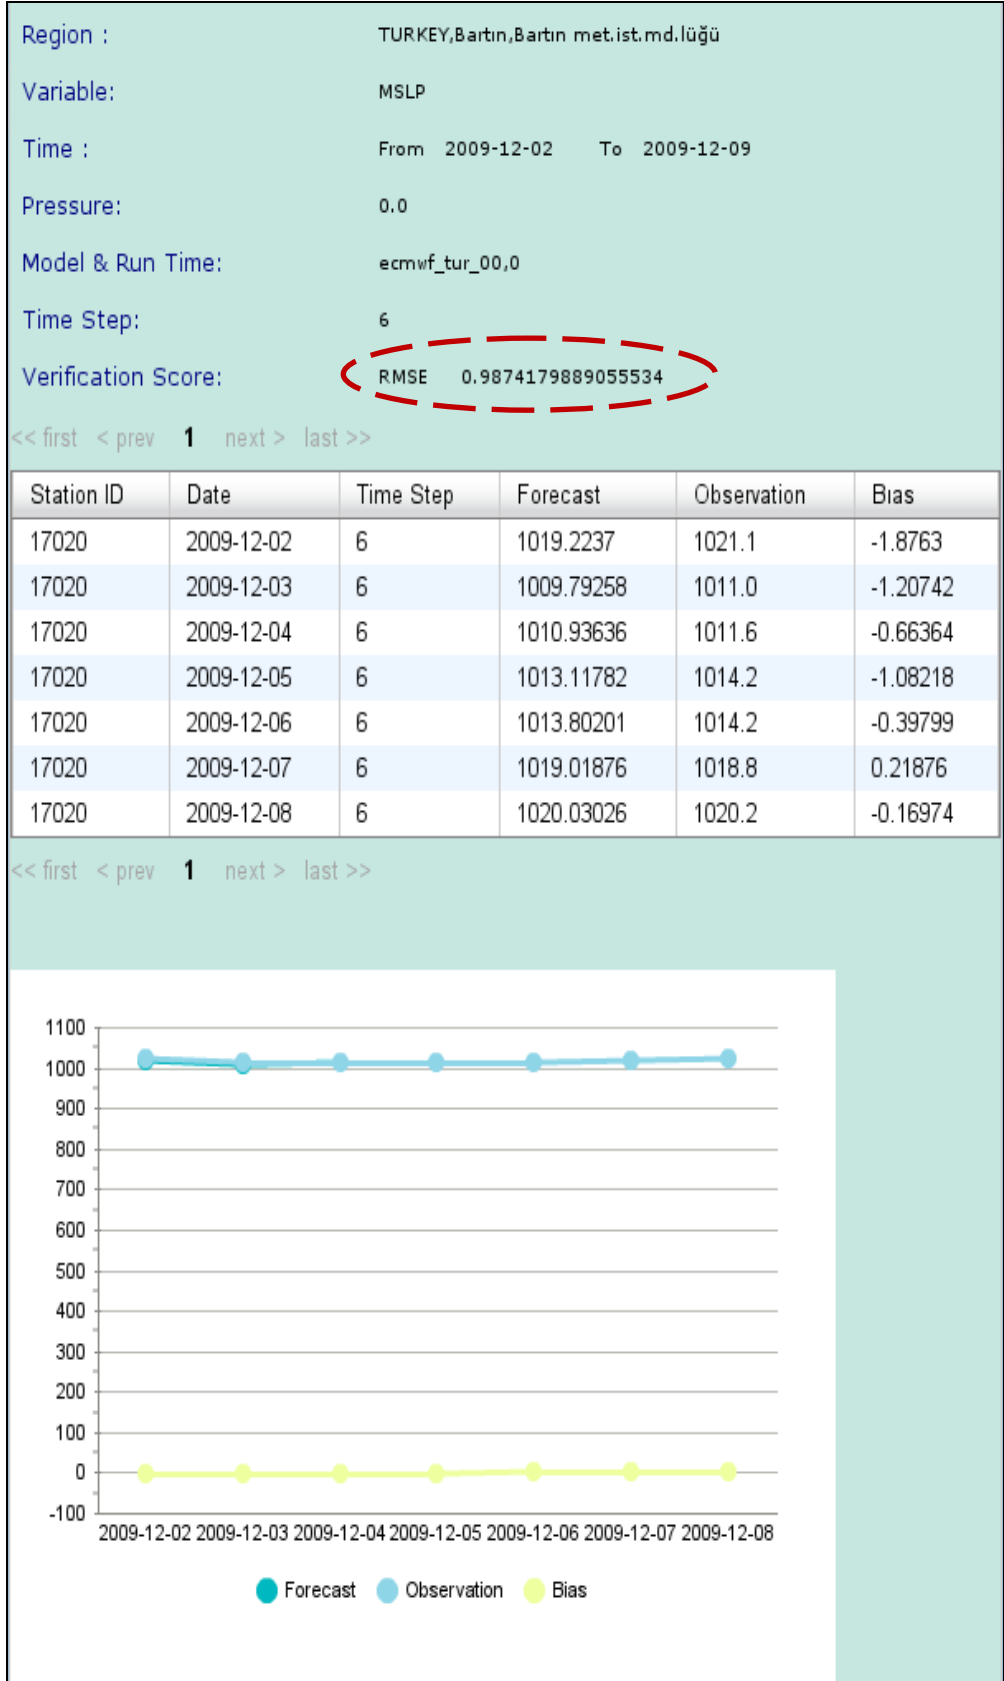 Region : TURKEY,Bartın,Bartın met.ist.md.lüğü
Variable: MSLP
Time : From 2009-12-02 To 2009-12-09
Pressure: 0.0
Model & Run Time: ecmwf_tur_00,0
Time Step: 6
Verification Score: RMSE 0.9874179889055534
<< first < prev 1 next > last >>
Station ID Date Time Step Forecast Observation Bıas
17020 2009-12-02 6 1019.2237 1021.1 -1.8763
17020 2009-12-03 6 1009.79258 1011.0 -1.20742
17020 2009-12-04 6 1010.93636 1011.6 -0.66364
17020 2009-12-05 6 1013.11782 1014.2 -1.08218
17020 2009-12-06 6 1013.80201 1014.2 -0.39799
17020 2009-12-07 6 1019.01876 1018.8 0.21876
17020 2009-12-08 6 1020.03026 1020.2 -0.16974
<< first < prev 1 next > last >>
1100
1000
900
800
700
600
500
400
300
200
100
0
-100
2009-12-02 2009-12-03 2009-12-04 2009-12-05 2009-12-06 2009-12-07 2009-12-08
Forecast Observation Bias